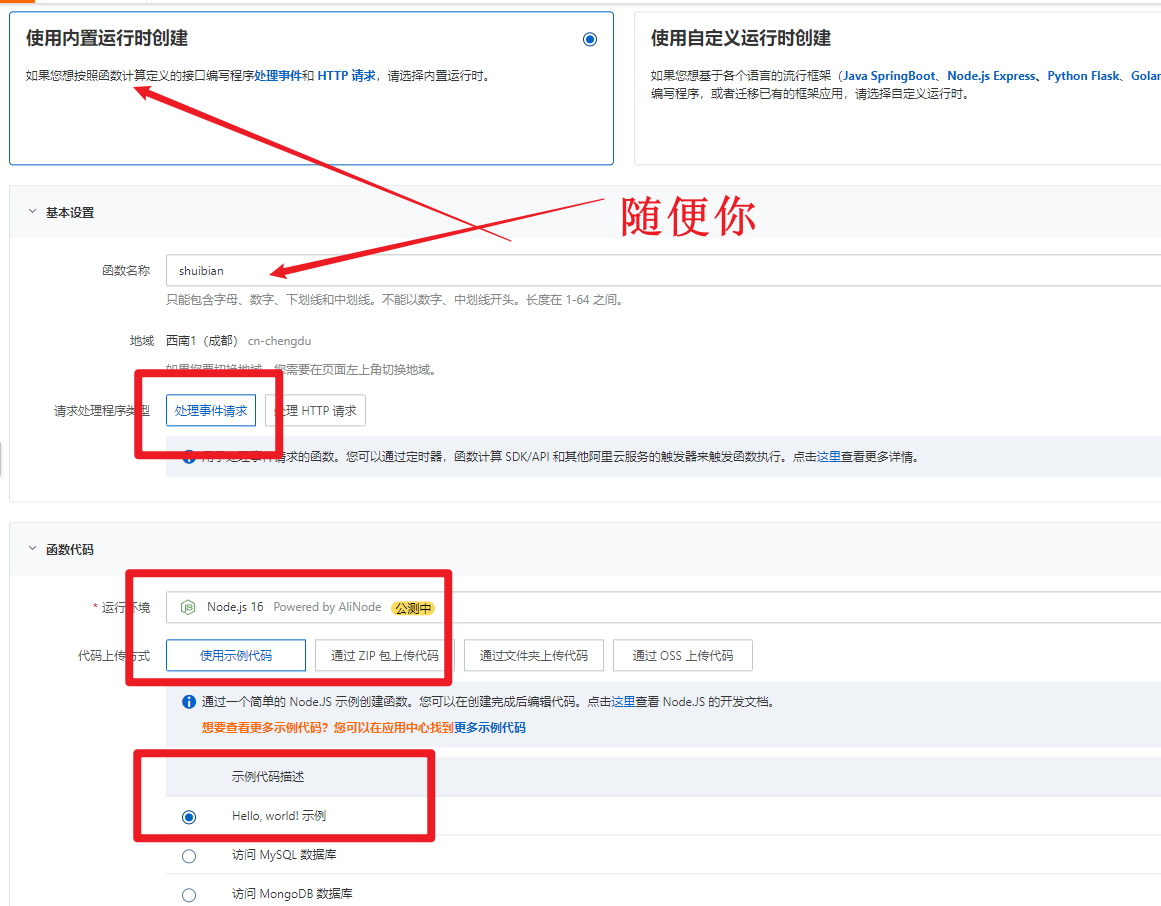 使用内置运行时创建
如果您想按照函数计算定义的接口编写程序处理事件和 HTTP 请求，请选择内置运行时。
使用自定义运行时创建
如果您想基于各个语言的流行框架（Java SpringBoot、Node.js Express、Python Flask、Golan
编写程序，或者迁移已有的框架应用，请选择自定义运行时。
基本设置
随便你
函数名称
shuibian
只能包含字母、数字、下划线和中划线。不能以数字、中划线开头。长度在 1-64 之间。
地域 西南1（成都） cn-chengdu
如果您要切换地域，您需要在页面左上角切换地域。
请求处理程序类型 处理事件请求 处理 HTTP 请求
用于处理事件请求的函数。您可以通过定时器，函数计算 SDK/API 和其他阿里云服务的触发器来触发函数执行。点击这里查看更多详情。
函数代码
* 运行环境 Node.js 16 Powered by AliNode 公测中
代码上传方式 使用示例代码 通过 ZIP 包上传代码 通过文件夹上传代码 通过 OSS 上传代码
通过一个简单的 Node.JS 示例创建函数。您可以在创建完成后编辑代码。点击这里查看 Node.JS 的开发文档。
想要查看更多示例代码？您可以在应用中心找到更多示例代码
示例代码描述
Hello, world! 示例
访问 MySQL 数据库
访问 MongoDB 数据库